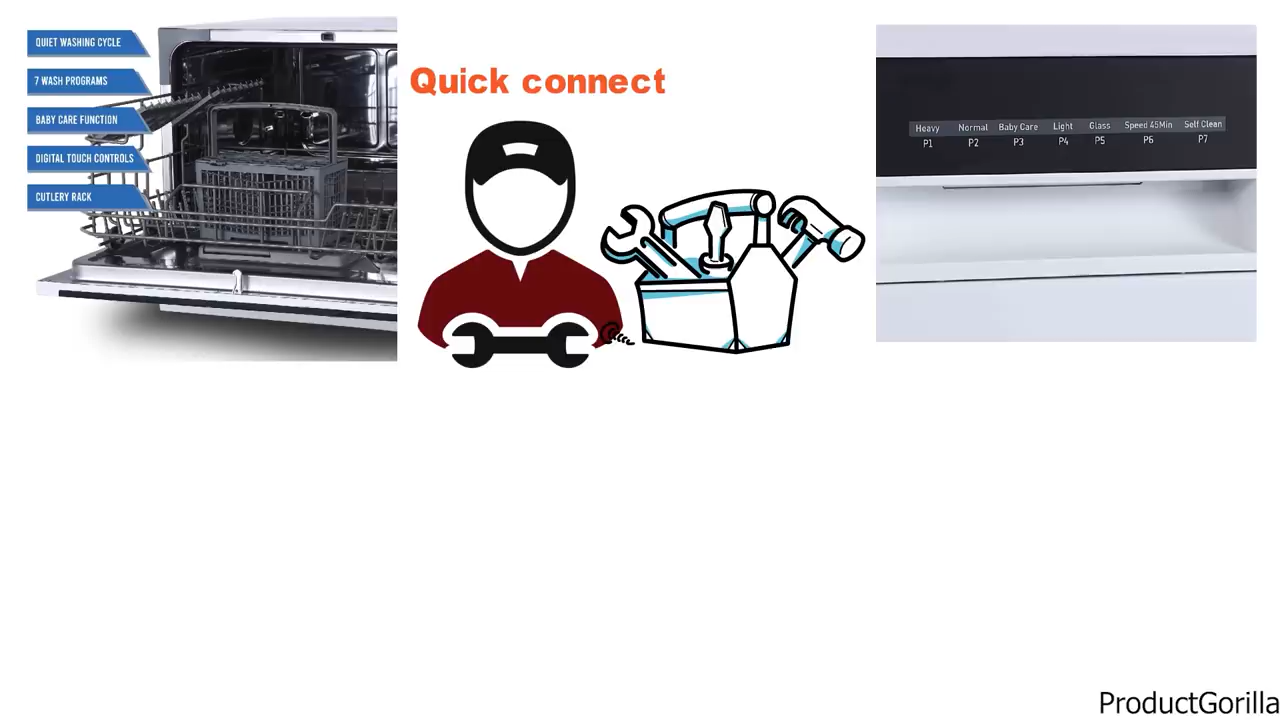 QUIET WASHING CYCLE
7 WASH PROGRAMS
BABY CARE FUNCTION
DIGITAL TOUCH CONTROLS
CUTLERY RACK
Quick connect
Heavy Normal Baby Care Light Glass Speed 45Min Self Clean
P1 P2 P3 P4 P5 P6 P7
ProductGorilla